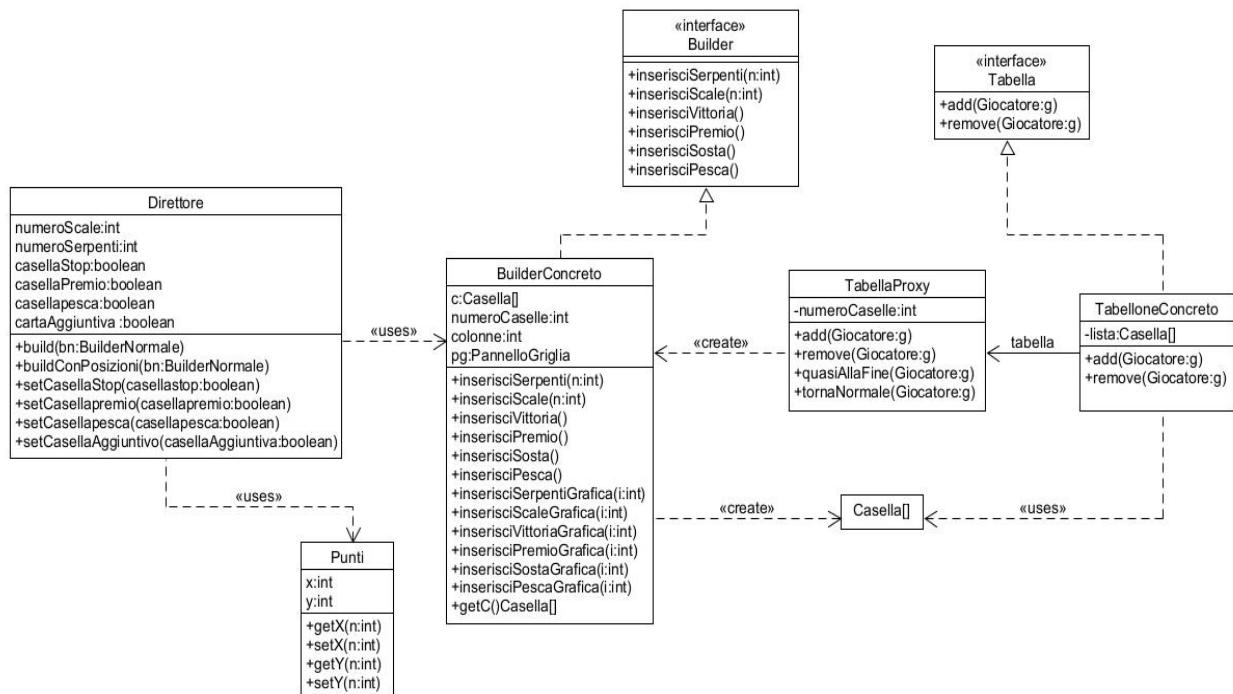 «interface»
Builder
+inserisciSerpenti(n:int)
+inserisciScale(n:int)
+inserisciVittoria()
+inserisciPremio()
+inserisciSosta()
+inserisciPesca()
«interface»
Tabella
+add(Giocatore:g)
+remove(Giocatore:g)
Direttore
numeroScale:int
numeroSerpenti:int
casellaStop:boolean
casellaPremio:boolean
casellapesca:boolean
cartaAggiuntiva :boolean
+build(bn:BuilderNormale)
+buildConPosizioni(bn:BuilderNormale)
+setCasellaStop(casellastop:boolean)
+setCasellapremio(casellapremio:boolean)
+setCasellapesca(casellapesca:boolean)
+setCasellaAggiuntivo(casellaAggiuntiva:boolean)
«uses»
BuilderConcreto
c:Casella[]
numeroCaselle:int
colonne:int
pg:PannelloGriglia
+inserisciSerpenti(n:int)
+inserisciScale(n:int)
+inserisciVittoria()
+inserisciPremio()
+inserisciSosta()
+inserisciPesca()
+inserisciSerpentiGrafica(i:int)
+inserisciScaleGrafica(i:int)
+inserisciVittoriaGrafica(i:int)
+inserisciPremioGrafica(i:int)
+inserisciSostaGrafica(i:int)
+inserisciPescaGrafica(i:int)
+getC()Casella[]
«create»
TabellaProxy
-numeroCaselle:int
+add(Giocatore:g)
+remove(Giocatore:g)
+quasiAllaFine(Giocatore:g)
+tornaNormale(Giocatore:g)
tabella
TabelloneConcreto
-lista:Casella[]
+add(Giocatore:g)
+remove(Giocatore:g)
«uses»
«create»
Casella[]
«uses»
Punti
x:int
y:int
+getX(n:int)
+setX(n:int)
+getY(n:int)
+setY(n:int)